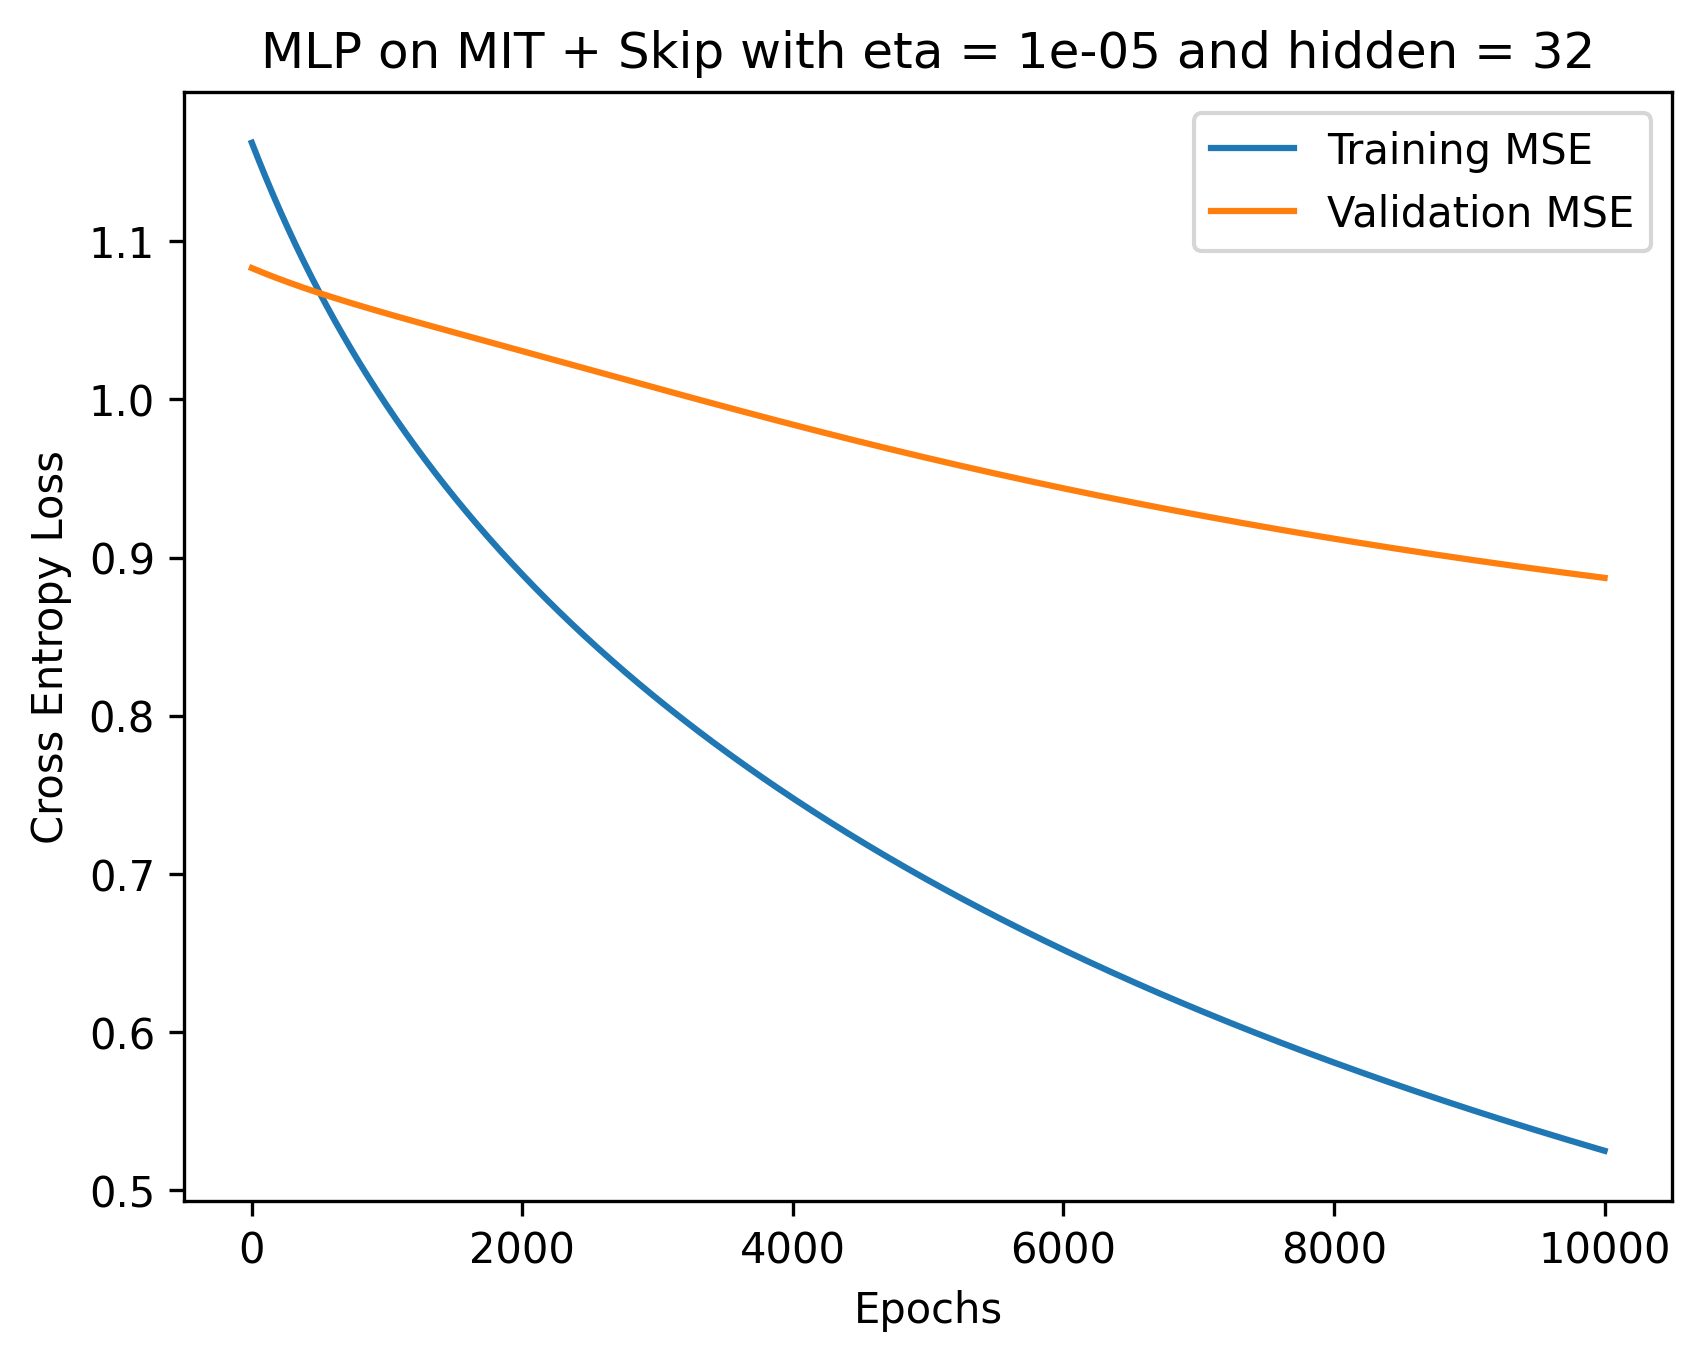 MLP on MIT + Skip with eta = 1e-05 and hidden = 32
Training MSE
Validation MSE
Cross Entropy Loss
1.1
1.0
0.9
0.8
0.7
0.6
0.5
0 2000 4000 6000 8000 10000
Epochs